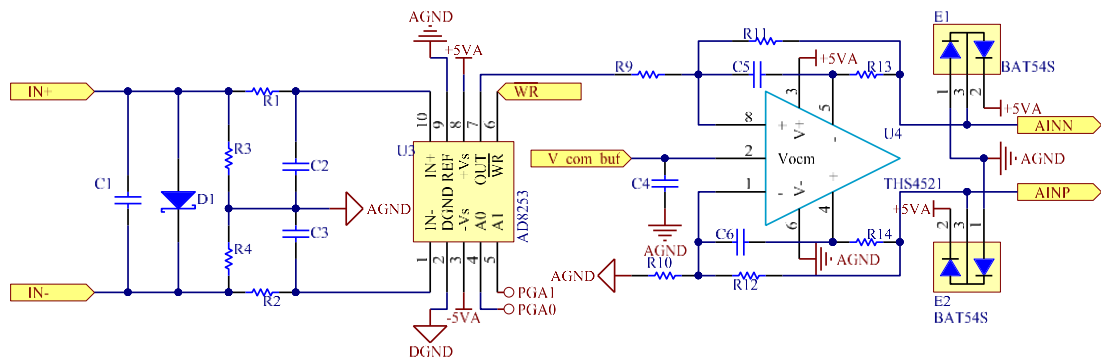 AGND
+5VA
R11
E1
IN+
R1
WR
R9
C5
+5VA
R13
BAT54S
1 3 2
+5VA
10 9 8 7 6
3
5
8
+
V+
-
U4
AINN
U3
IN+ REF +Vs OUT WR
V_com_buf
2
Vocm
AGND
R3
C2
C4
C1
D1
AGND
IN- DGND -Vs A0 A1
AD8253
1
-
V-
+
THS4521
AINP
+5VA
2 3 1
R4
C3
AGND
C6
6
4
R14
AGND
1 2 3 4 5
AGND
R10
R12
IN-
R2
PGA1
-5VA
PGA0
E2
BAT54S
DGND